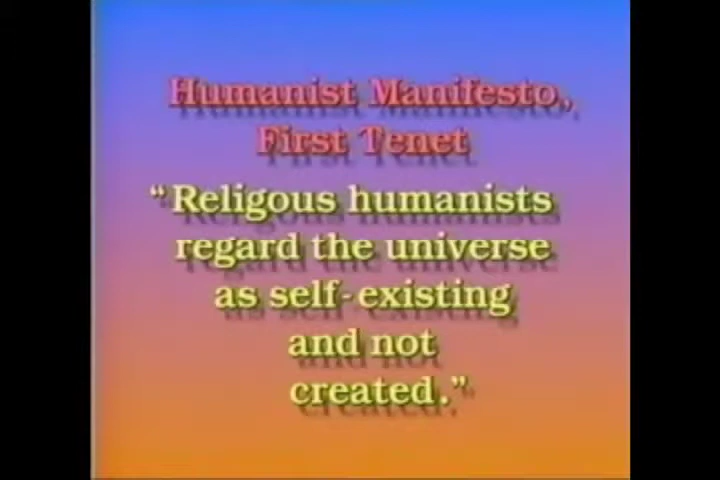 Humanist Manifesto,
First Tenet
“Religous humanists
regard the universe
as self-existing
and not
created.”